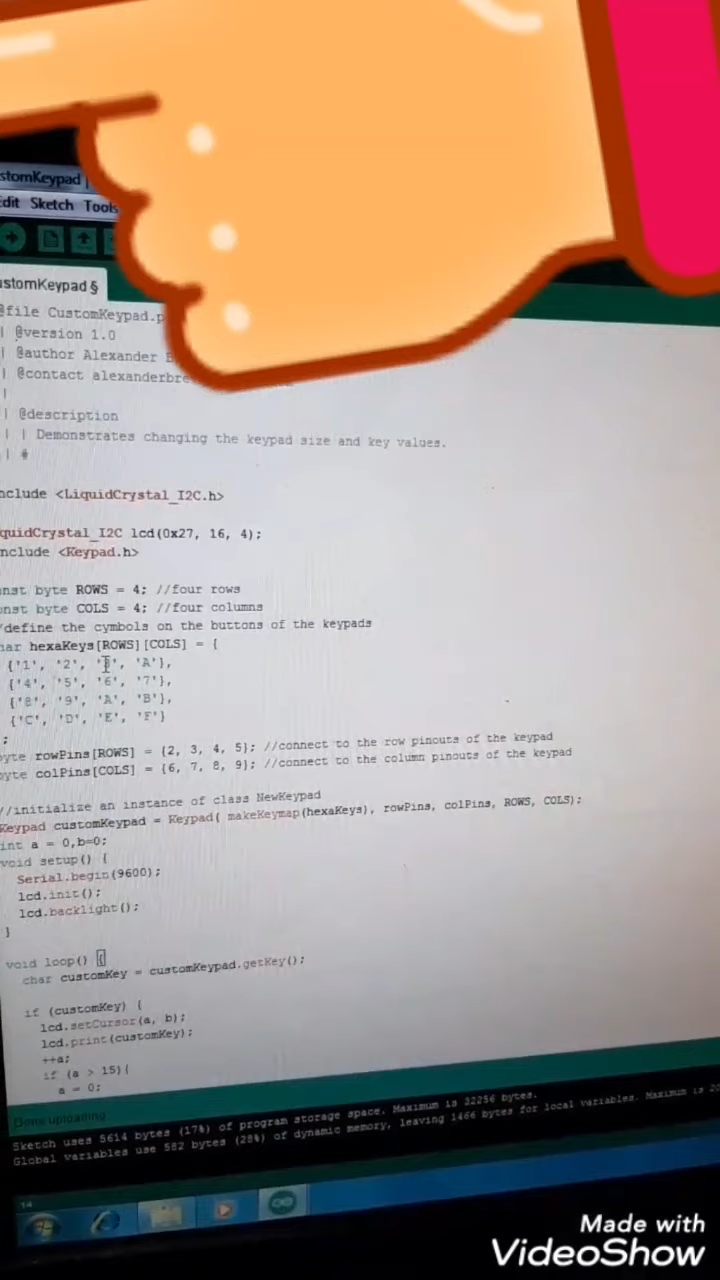 stomKeypad
dit Sketch Tools
stomKeypad §
@file CustomKeypad.p
| @version 1.0
| @author Alexander B
| @contact alexanderbre
|
| @description
| | Demonstrates changing the keypad size and key values.
| #
nclude <LiquidCrystal_I2C.h>
quidCrystal_I2C lcd(0x27, 16, 4);
nclude <Keypad.h>
nst byte ROWS = 4; //four rows
onst byte COLS = 4; //four columns
/define the cymbols on the buttons of the keypads
har hexaKeys[ROWS][COLS] = {
{'1', '2', '3', 'A'},
{'4', '5', '6', '7'},
{'8', '9', 'A', 'B'},
{'C', 'D', 'E', 'F'}
;
byte rowPins[ROWS] = {2, 3, 4, 5}; //connect to the row pinouts of the keypad
byte colPins[COLS] = {6, 7, 8, 9}; //connect to the column pinouts of the keypad
//initialize an instance of class NewKeypad
Keypad customKeypad = Keypad( makeKeymap(hexaKeys), rowPins, colPins, ROWS, COLS);
int a = 0,b=0;
void setup() {
Serial.begin(9600);
lcd.init();
lcd.backlight();
}
void loop() {
char customKey = customKeypad.getKey();
if (customKey) {
lcd.setCursor(a, b);
lcd.print(customKey);
++a;
if (a > 15){
a = 0;
Done uploading
Sketch uses 5614 bytes (17%) of program storage space. Maximum is 32256 bytes.
Global variables use 582 bytes (28%) of dynamic memory, leaving 1466 bytes for local variables. Maximum is 20
14
Made with
VideoShow